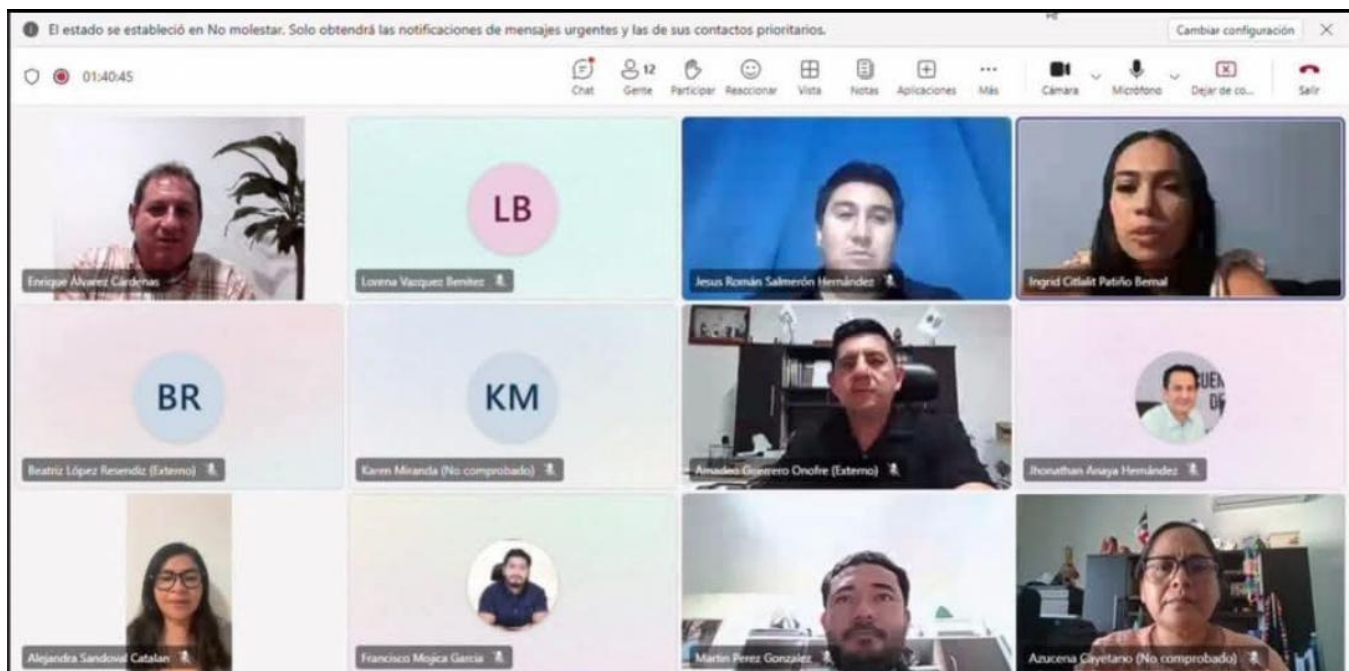 El estado se estableció en No molestar. Solo obtendrá las notificaciones de mensajes urgentes y las de sus contactos prioritarios.
Cambiar configuración
01:40:45
12
Chat
Gente
Participar
Reaccionar
Vista
Notas
Aplicaciones
Más
Cámara
Micrófono
Dejar de co...
Salir
Enrique Álvarez Cárdenas
LB
Lorena Vazquez Benitez
Jesus Román Salmerón Hernández
Ingrid Citlalit Patiño Bernal
BR
Beatriz López Resendiz (Externo)
KM
Karen Miranda (No comprobado)
Amadeo Guerrero Onofre (Externo)
DE
Jhonathan Anaya Hernández
Alejandra Sandoval Catalan
Francisco Mojica Garcia
Martin Perez Gonzalez
Azucena Cayetano (No comprobado)